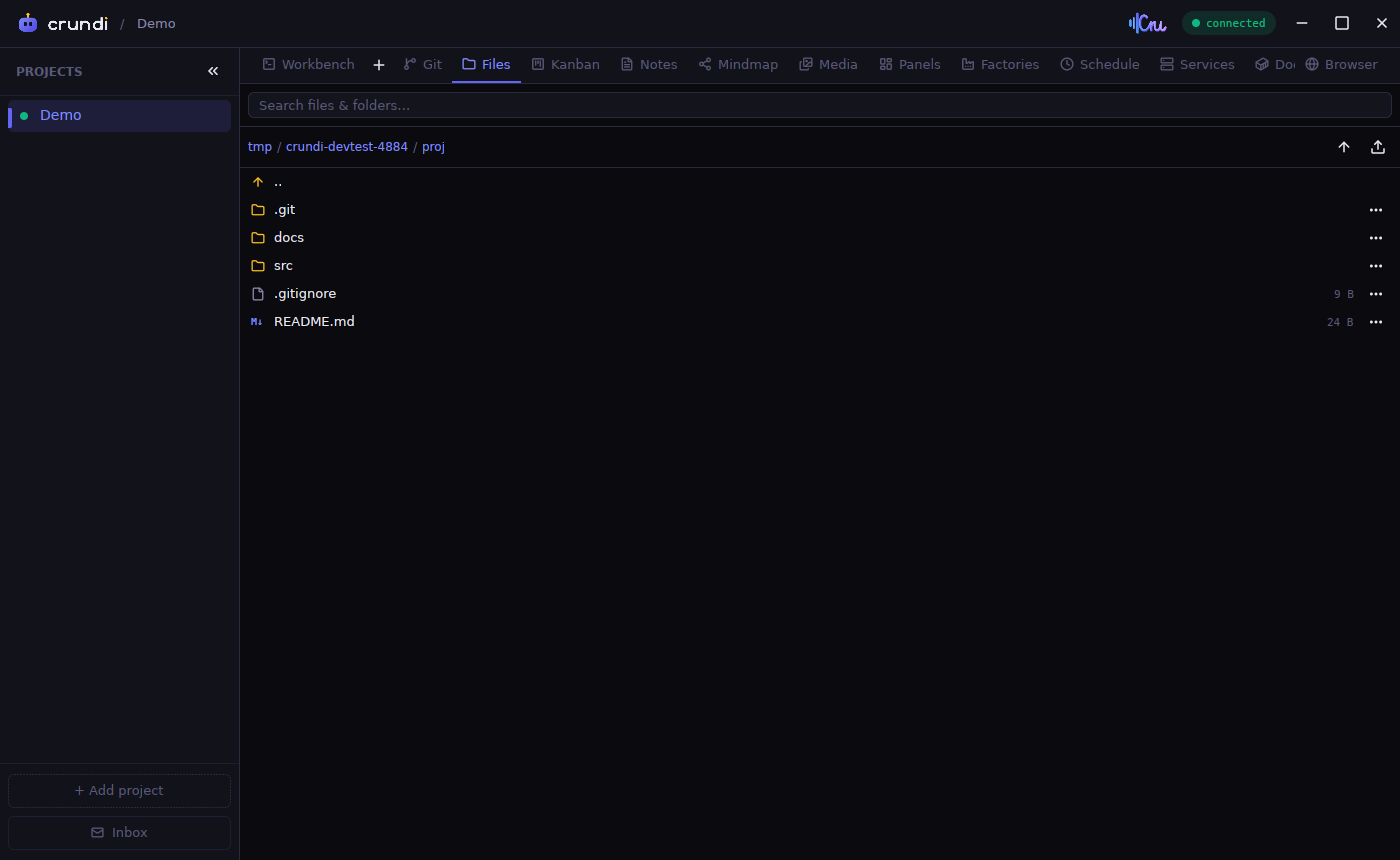 crundi / Demo
Cru
connected
PROJECTS
Demo
+ Add project
Inbox
Workbench
Git
Files
Kanban
Notes
Mindmap
Media
Panels
Factories
Schedule
Services
Doc
Browser
Search files & folders...
tmp / crundi-devtest-4884 / proj
..
.git
docs
src
.gitignore 9 B
M↓ README.md 24 B